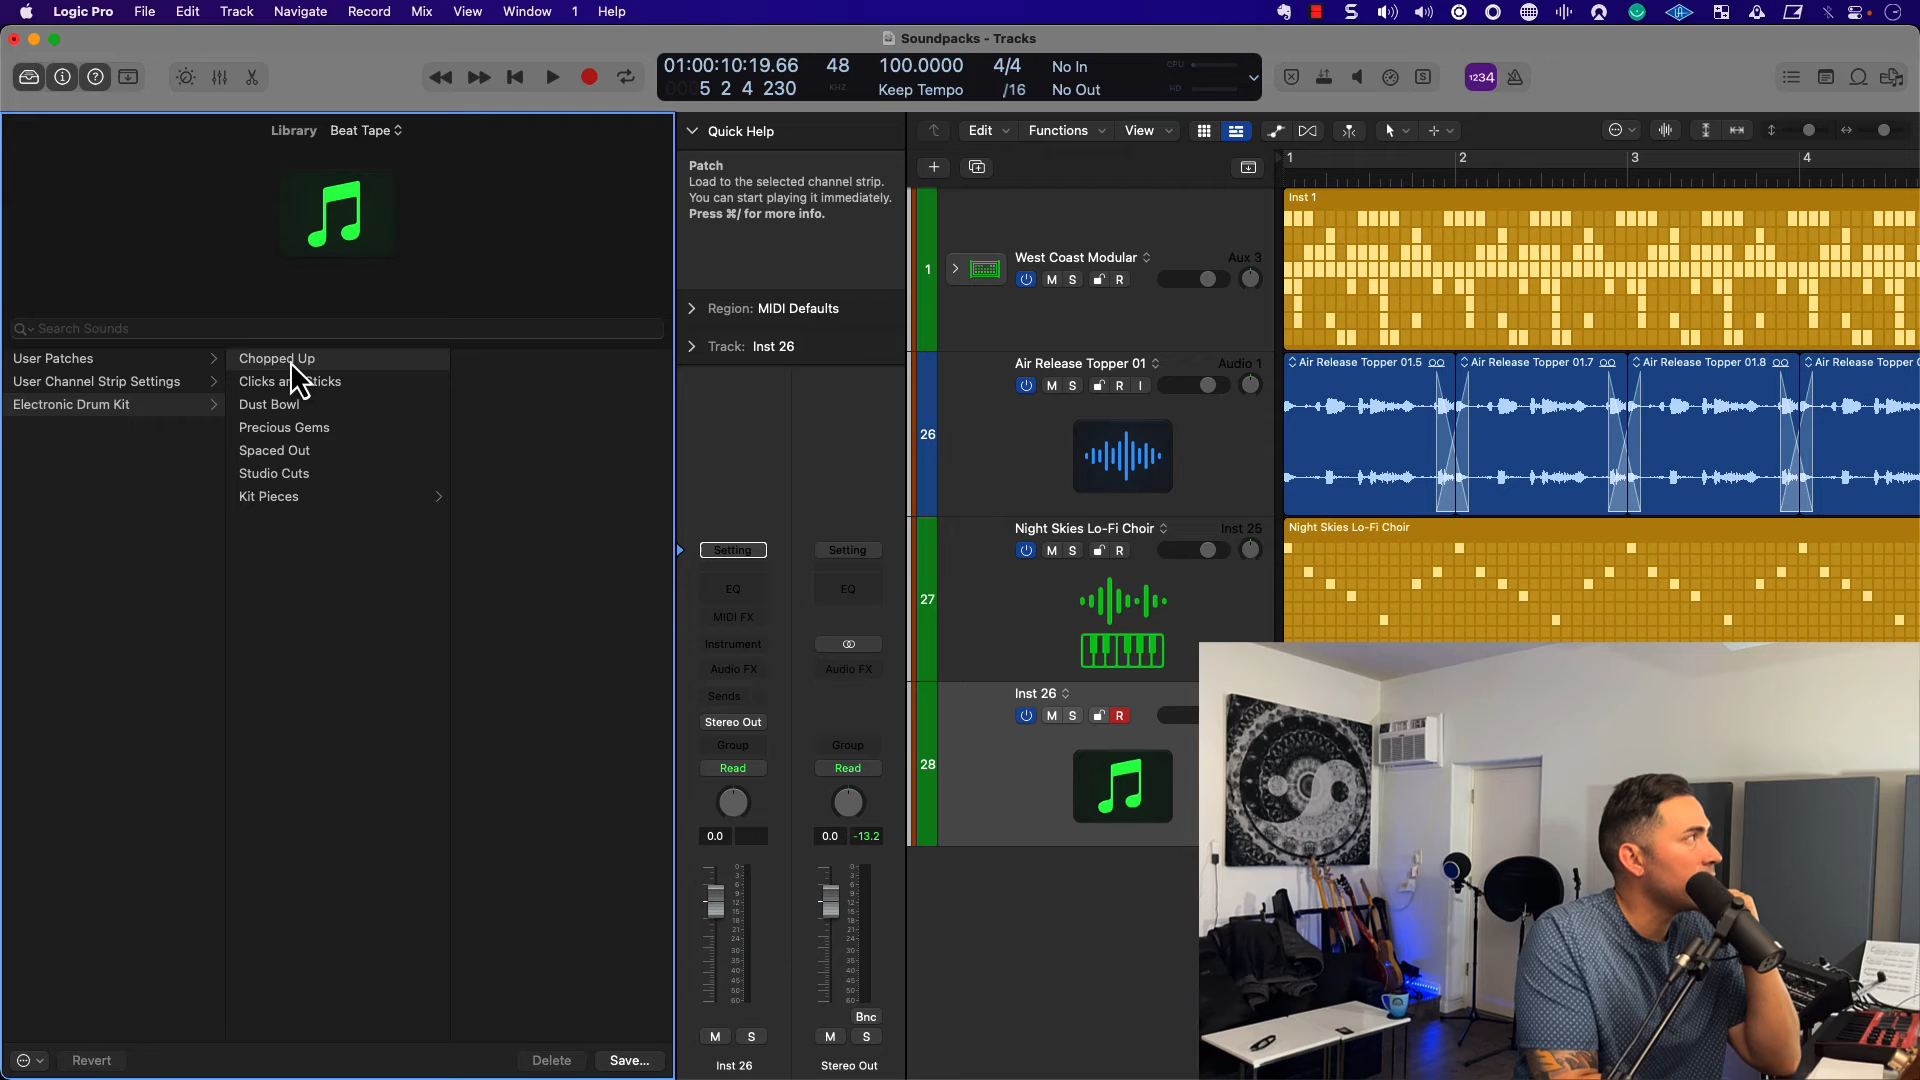 Logic Pro File Edit Track Navigate Record Mix View Window 1 Help
Soundpacks - Tracks
01:00:10:19.66 48 100.0000 4/4 No In CPU
5 2 4 230 KHZ Keep Tempo /16 No Out HD
1234
Library Beat Tape
Search Sounds
User Patches
User Channel Strip Settings
Electronic Drum Kit
Chopped Up
Clicks an ticks
Dust Bowl
Precious Gems
Spaced Out
Studio Cuts
Kit Pieces
Revert Delete Save...
Quick Help
Patch
Load to the selected channel strip.
You can start playing it immediately.
Press ⌘/ for more info.
Region: MIDI Defaults
Track: Inst 26
Setting Setting
EQ EQ
MIDI FX
Instrument
Audio FX Audio FX
Sends
Stereo Out
Group Group
Read Read
0.0 0.0 -13.2
Bnc
M S M S
Inst 26 Stereo Out
Edit Functions View
1 2 3 4
1 West Coast Modular Aux 3
M S R
26 Air Release Topper 01 Audio 1
M S R I
27 Night Skies Lo-Fi Choir Inst 25
M S R
28 Inst 26
M S R
Inst 1
Air Release Topper 01.5 Air Release Topper 01.7 Air Release Topper 01.8 Air Release Topper 0
Night Skies Lo-Fi Choir